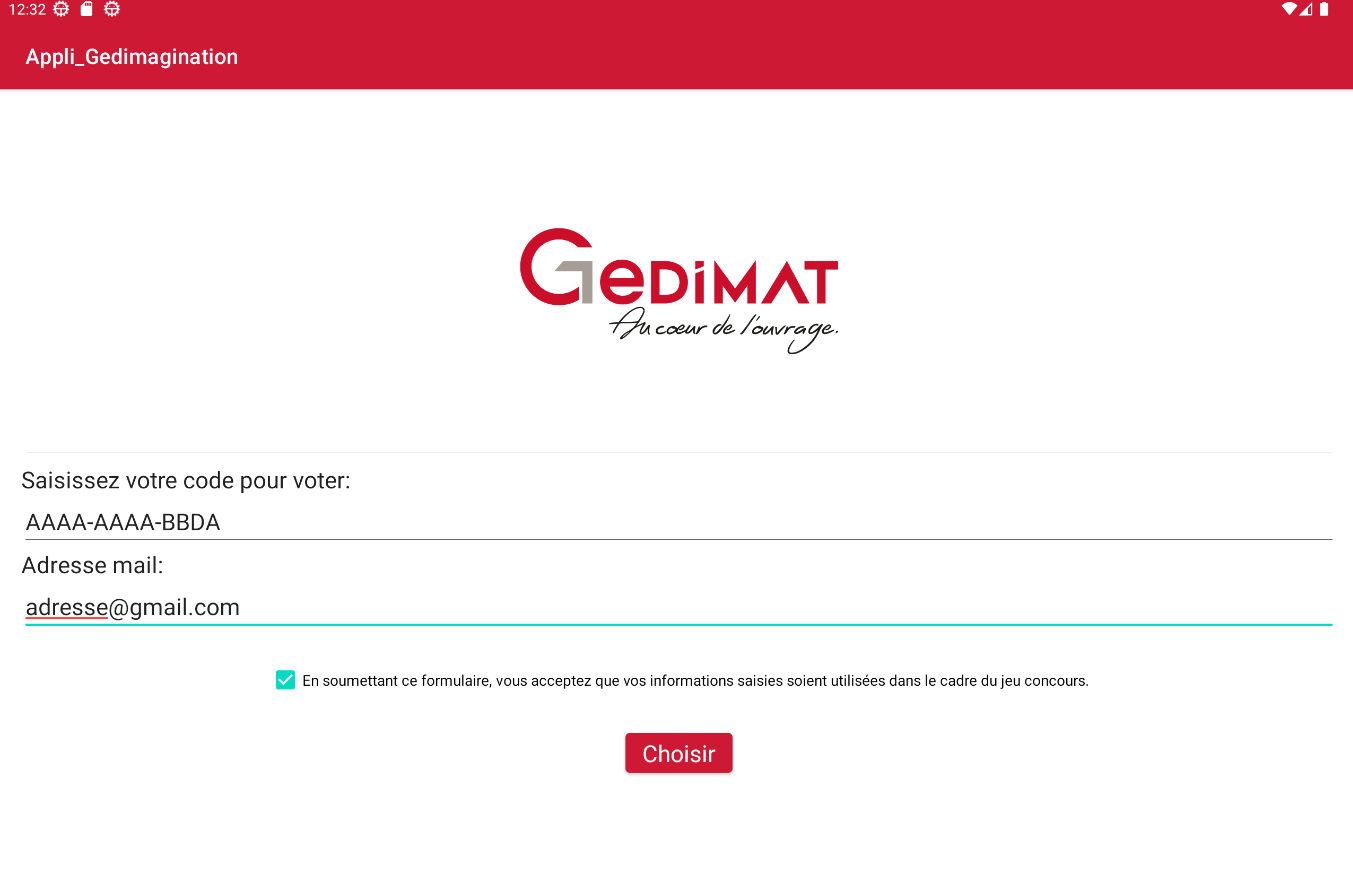 12:32
Appli_Gedimagination
GEDIMAT
Au cœur de l'ouvrage.
Saisissez votre code pour voter:
AAAA-AAAA-BBDA
Adresse mail:
adresse@gmail.com
En soumettant ce formulaire, vous acceptez que vos informations saisies soient utilisées dans le cadre du jeu concours.
Choisir